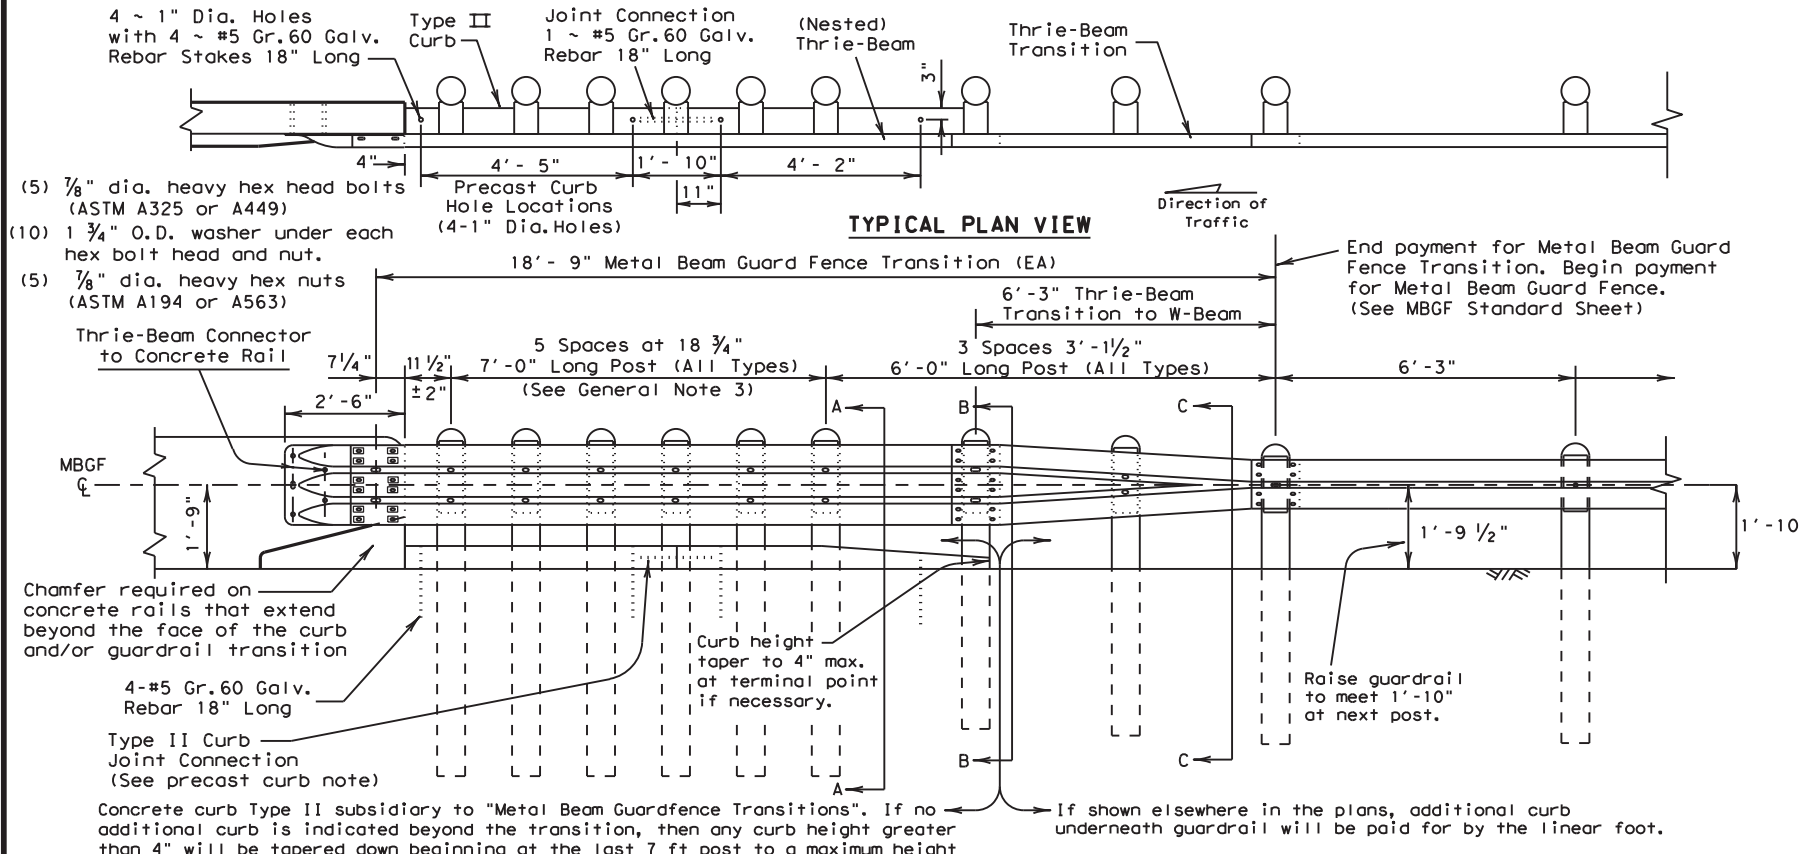 4 ~ 1" Dia. Holes
with 4 ~ #5 Gr.60 Galv.
Rebar Stakes 18" Long
Type II
Curb
Joint Connection
1 ~ #5 Gr.60 Galv.
Rebar 18" Long
(Nested)
Thrie-Beam
3"
Thrie-Beam
Transition
4"
4'- 5"
1'- 10"
4'- 2"
11"
Precast Curb
Hole Locations
(4-1" Dia.Holes)
(5) 7/8" dia. heavy hex head bolts
(ASTM A325 or A449)
(10) 1 3/4" O.D. washer under each
hex bolt head and nut.
(5) 7/8" dia. heavy hex nuts
(ASTM A194 or A563)
TYPICAL PLAN VIEW
Direction of
Traffic
18'- 9" Metal Beam Guard Fence Transition (EA)
End payment for Metal Beam Guard
Fence Transition. Begin payment
for Metal Beam Guard Fence.
(See MBGF Standard Sheet)
6'-3" Thrie-Beam
Transition to W-Beam
Thrie-Beam Connector
to Concrete Rail
7 1/4"
11 1/2"
±2"
5 Spaces at 18 3/4"
7'-0" Long Post (All Types)
(See General Note 3)
3 Spaces 3'-1 1/2"
6'-0" Long Post (All Types)
6'-3"
2'-6"
A
B
C
MBGF
℄
1'-9"
1'-9 1/2"
1'-10
Chamfer required on
concrete rails that extend
beyond the face of the curb
and/or guardrail transition
4-#5 Gr.60 Galv.
Rebar 18" Long
Type II Curb
Joint Connection
(See precast curb note)
Curb height
taper to 4" max.
at terminal point
if necessary.
Raise guardrail
to meet 1'-10"
at next post.
A
B
C
Concrete curb Type II subsidiary to "Metal Beam Guardfence Transitions". If no
additional curb is indicated beyond the transition, then any curb height greater
than 4" will be tapered down beginning at the last 7 ft post to a maximum height
If shown elsewhere in the plans, additional curb
underneath guardrail will be paid for by the linear foot.